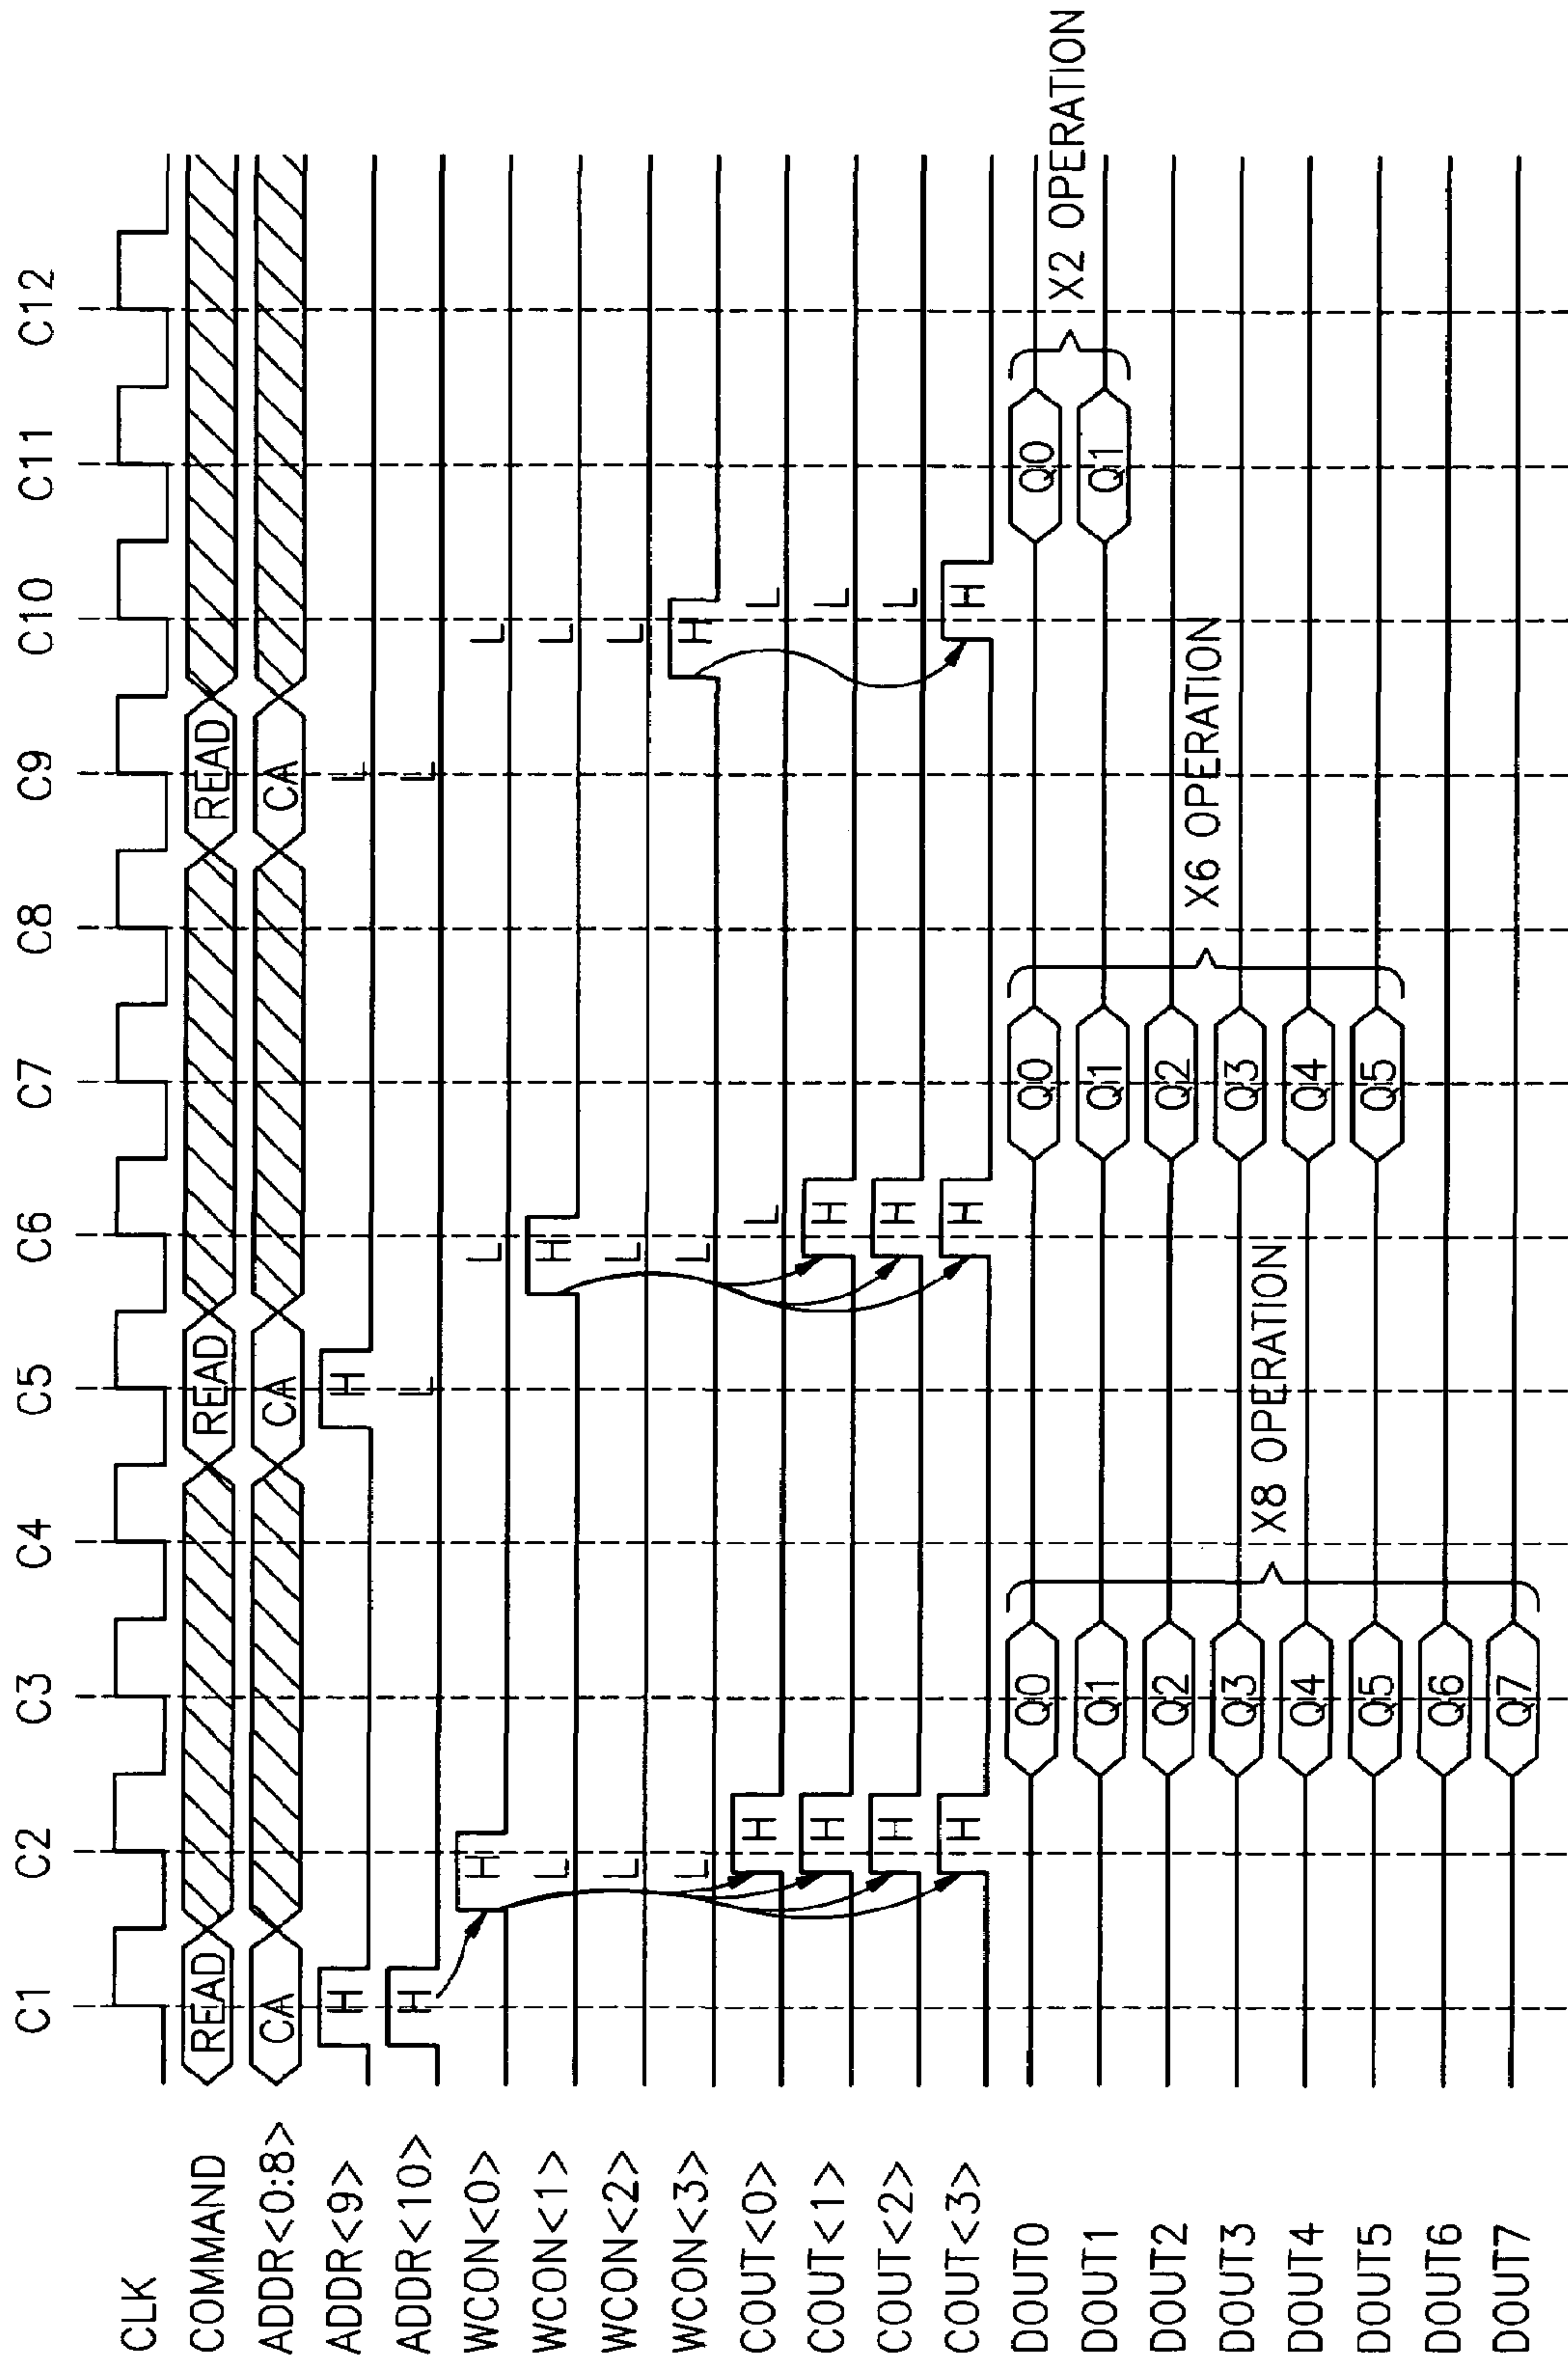 C1 C2 C3 C4 C5 C6 C7 C8 C9 C10 C11 C12
CLK
COMMAND READ READ READ
ADDR<0:8> CA CA CA
ADDR<9> H H L
ADDR<10> H L L
WCON<0> H L L
WCON<1> L H L
WCON<2> L L L
WCON<3> L L H
COUT<0> H L L
COUT<1> H H L
COUT<2> H H L
COUT<3> H H H
DOUT0 Q0 Q0 Q0
X2 OPERATION
DOUT1 Q1 Q1 Q1
DOUT2 Q2 Q2
X6 OPERATION
DOUT3 Q3 Q3
X8 OPERATION
DOUT4 Q4 Q4
DOUT5 Q5 Q5
DOUT6 Q6
DOUT7 Q7